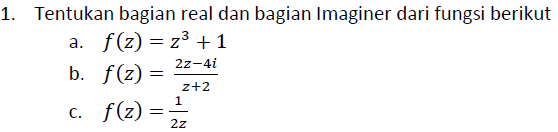 1. Tentukan bagian real dan bagian Imaginer dari fungsi berikut
a. f(z) = z³ + 1
b. f(z) = (2z−4i)/(z+2)
c. f(z) = 1/(2z)